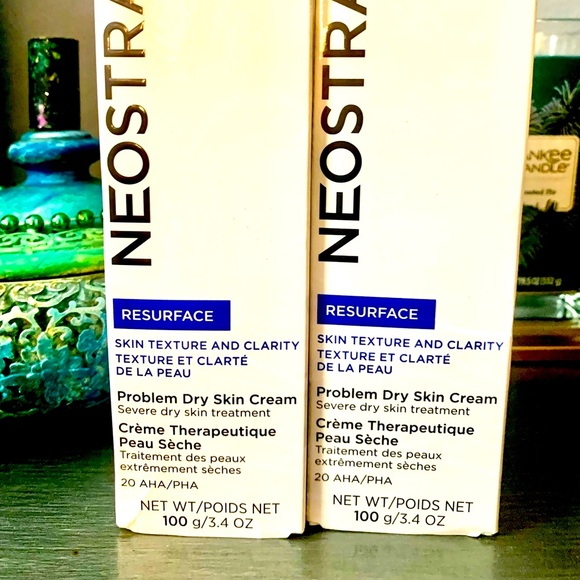 NEOSTRA
RESURFACE
SKIN TEXTURE AND CLARITY
TEXTURE ET CLARTÉ
DE LA PEAU
Problem Dry Skin Cream
Severe dry skin treatment
Crème Therapeutique
Peau Sèche
Traitement des peaux
extrêmement sèches
20 AHA/PHA
NET WT/POIDS NET
100 g/3.4 OZ
NEOSTRA
RESURFACE
SKIN TEXTURE AND CLARITY
TEXTURE ET CLARTÉ
DE LA PEAU
Problem Dry Skin Cream
Severe dry skin treatment
Crème Therapeutique
Peau Sèche
Traitement des peaux
extrêmement sèches
20 AHA/PHA
NET WT/POIDS NET
100 g/3.4 OZ
ANKEE
ANDLE